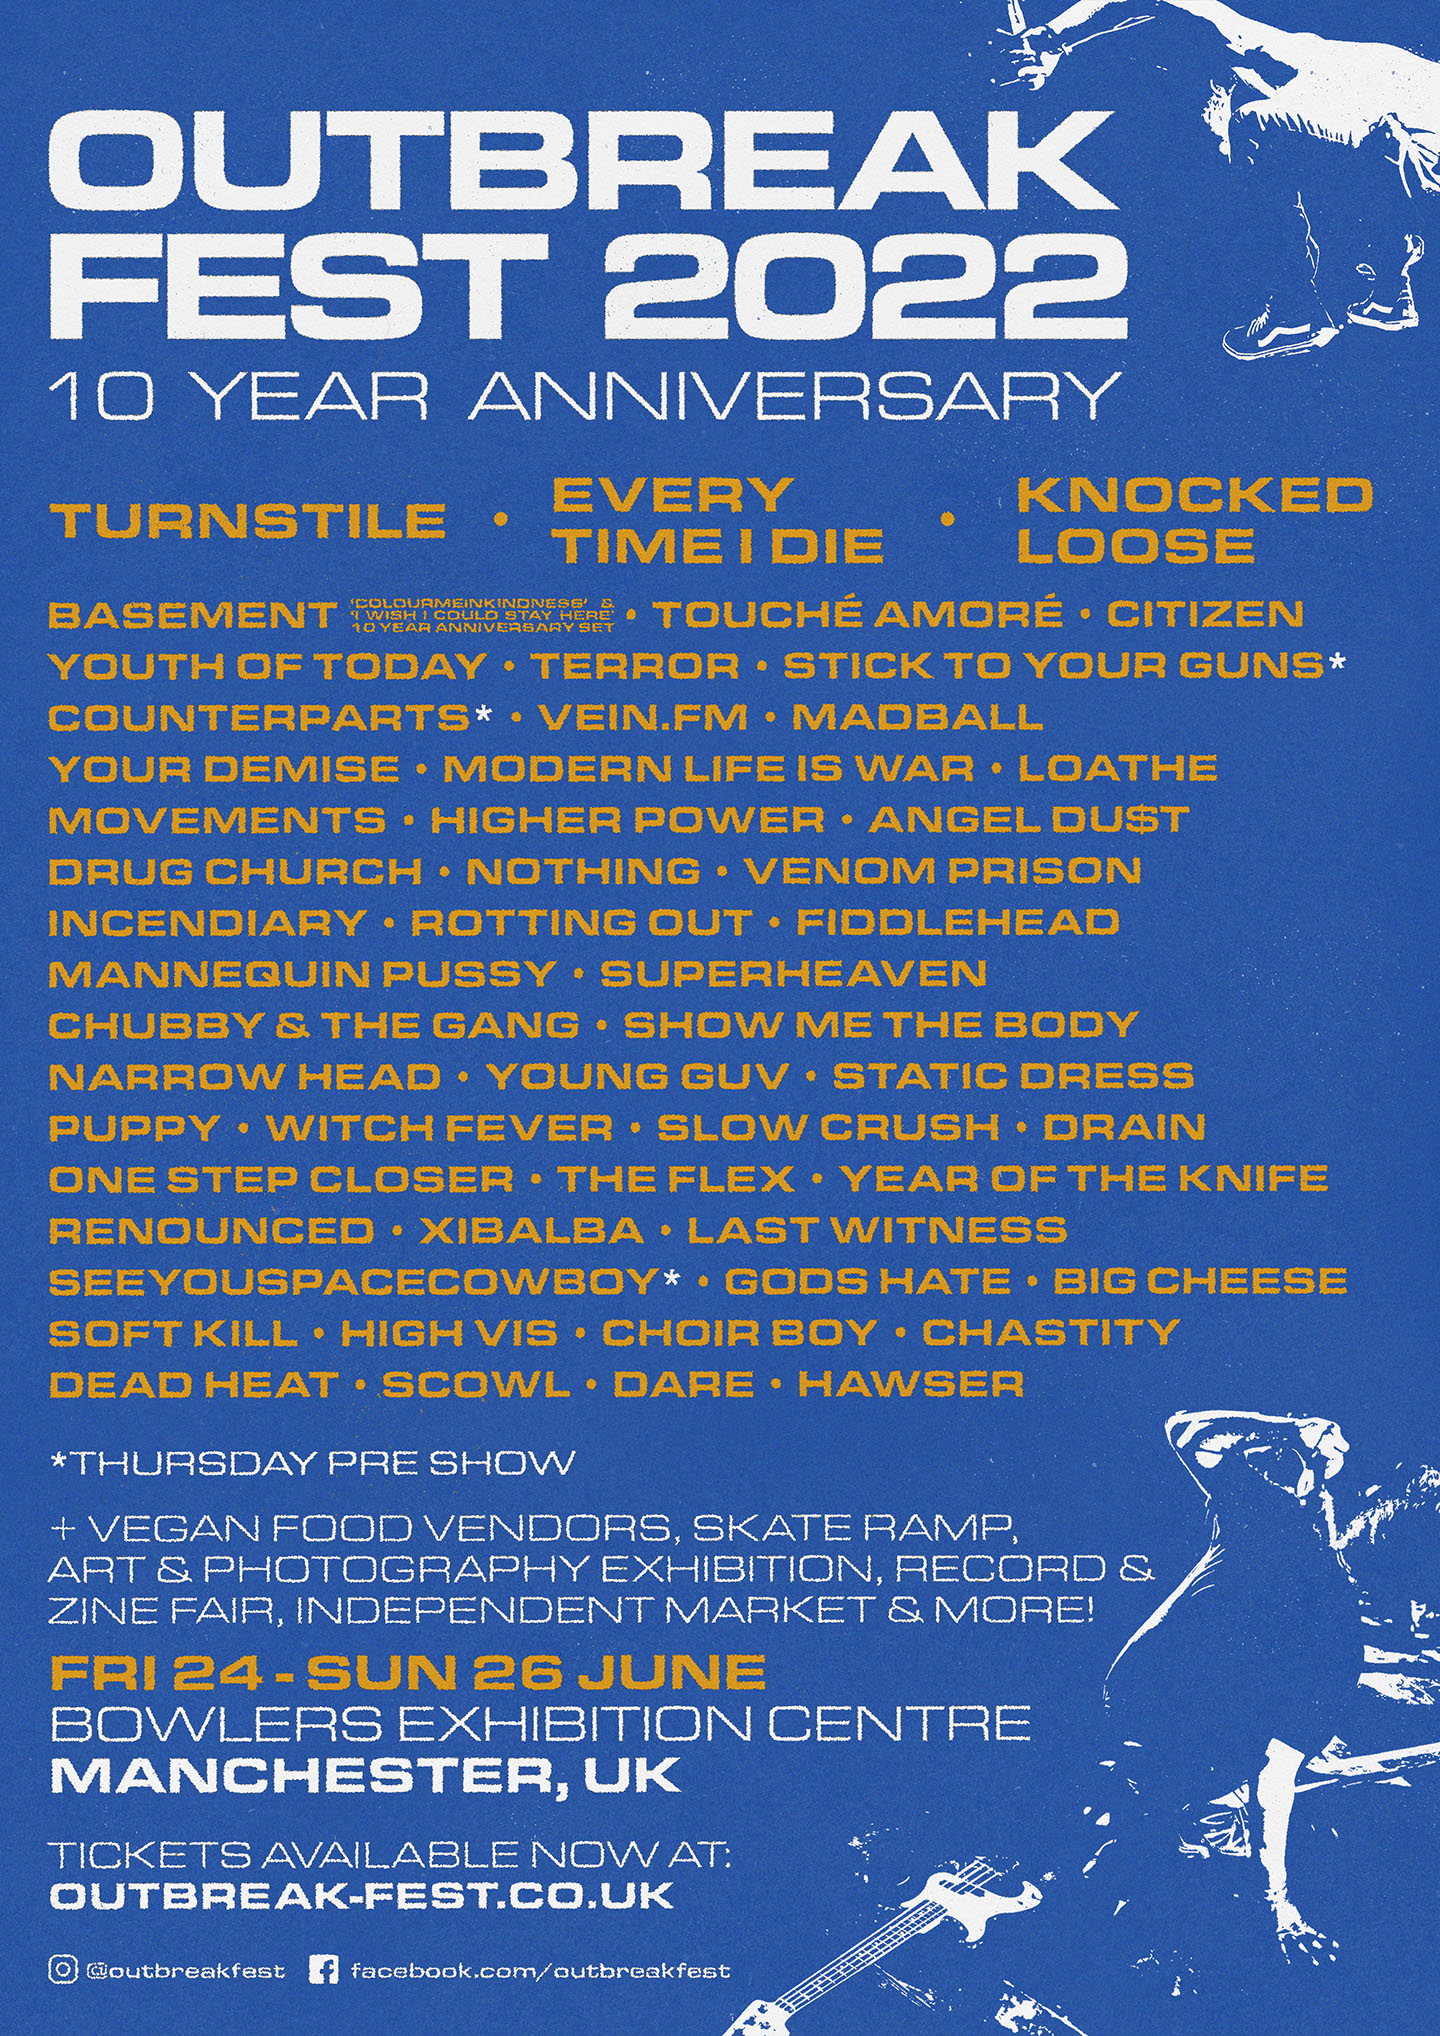 OUTBREAK
FEST 2022
10 YEAR ANNIVERSARY
TURNSTILE • EVERY TIME I DIE • KNOCKED LOOSE
BASEMENT 'COLOURMEINKINDNESS' & 'I WISH I COULD STAY HERE' 10 YEAR ANNIVERSARY SET • TOUCHÉ AMORÉ • CITIZEN
YOUTH OF TODAY • TERROR • STICK TO YOUR GUNS*
COUNTERPARTS* • VEIN.FM • MADBALL
YOUR DEMISE • MODERN LIFE IS WAR • LOATHE
MOVEMENTS • HIGHER POWER • ANGEL DU$T
DRUG CHURCH • NOTHING • VENOM PRISON
INCENDIARY • ROTTING OUT • FIDDLEHEAD
MANNEQUIN PUSSY • SUPERHEAVEN
CHUBBY & THE GANG • SHOW ME THE BODY
NARROW HEAD • YOUNG GUV • STATIC DRESS
PUPPY • WITCH FEVER • SLOW CRUSH • DRAIN
ONE STEP CLOSER • THE FLEX • YEAR OF THE KNIFE
RENOUNCED • XIBALBA • LAST WITNESS
SEEYOUSPACECOWBOY* • GODS HATE • BIG CHEESE
SOFT KILL • HIGH VIS • CHOIR BOY • CHASTITY
DEAD HEAT • SCOWL • DARE • HAWSER
*THURSDAY PRE SHOW
+ VEGAN FOOD VENDORS, SKATE RAMP,
ART & PHOTOGRAPHY EXHIBITION, RECORD &
ZINE FAIR, INDEPENDENT MARKET & MORE!
FRI 24 - SUN 26 JUNE
BOWLERS EXHIBITION CENTRE
MANCHESTER, UK
TICKETS AVAILABLE NOW AT:
OUTBREAK-FEST.CO.UK
@outbreakfest facebook.com/outbreakfest